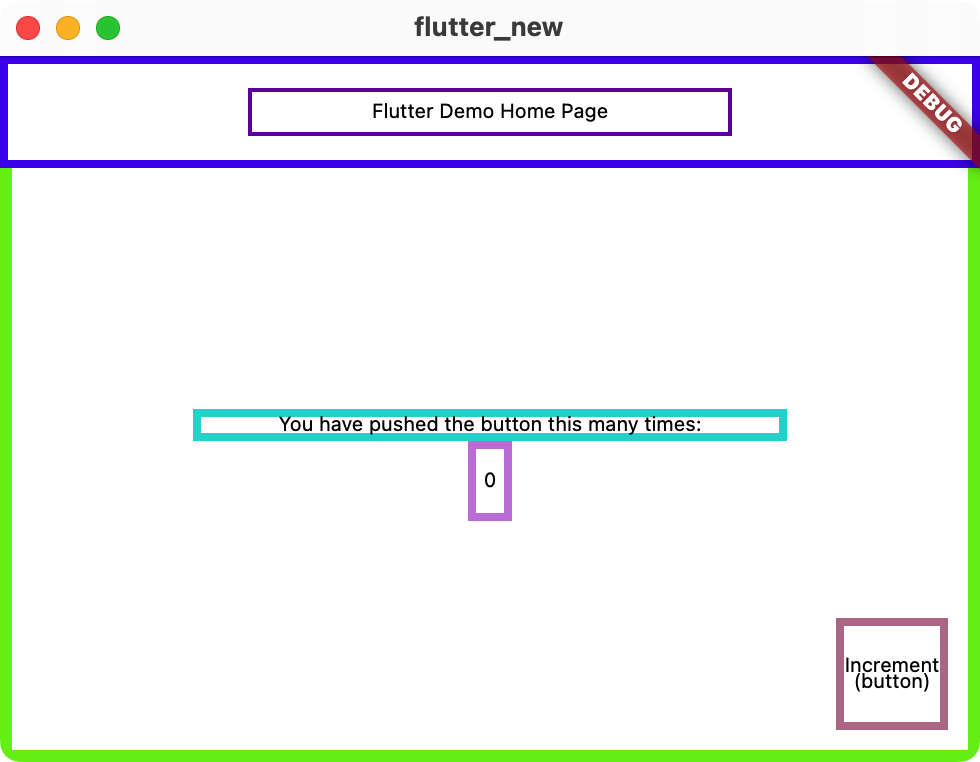 flutter_new
DEBUG
Flutter Demo Home Page
You have pushed the button this many times:
0
Increment
(button)